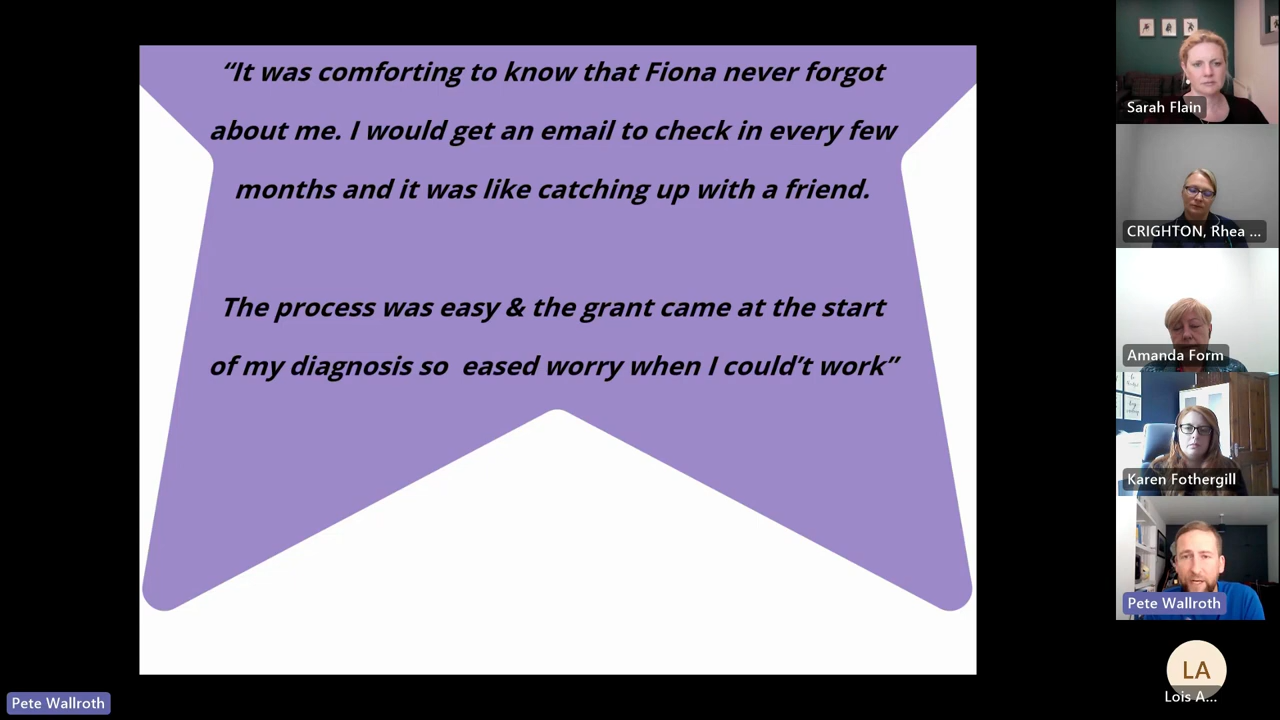 “It was comforting to know that Fiona never forgot
about me. I would get an email to check in every few
months and it was like catching up with a friend.
The process was easy & the grant came at the start
of my diagnosis so  eased worry when I could’t work”
Sarah Flain
CRIGHTON, Rhea ...
Amanda Form
Karen Fothergill
Pete Wallroth
LA
Lois A...
Pete Wallroth